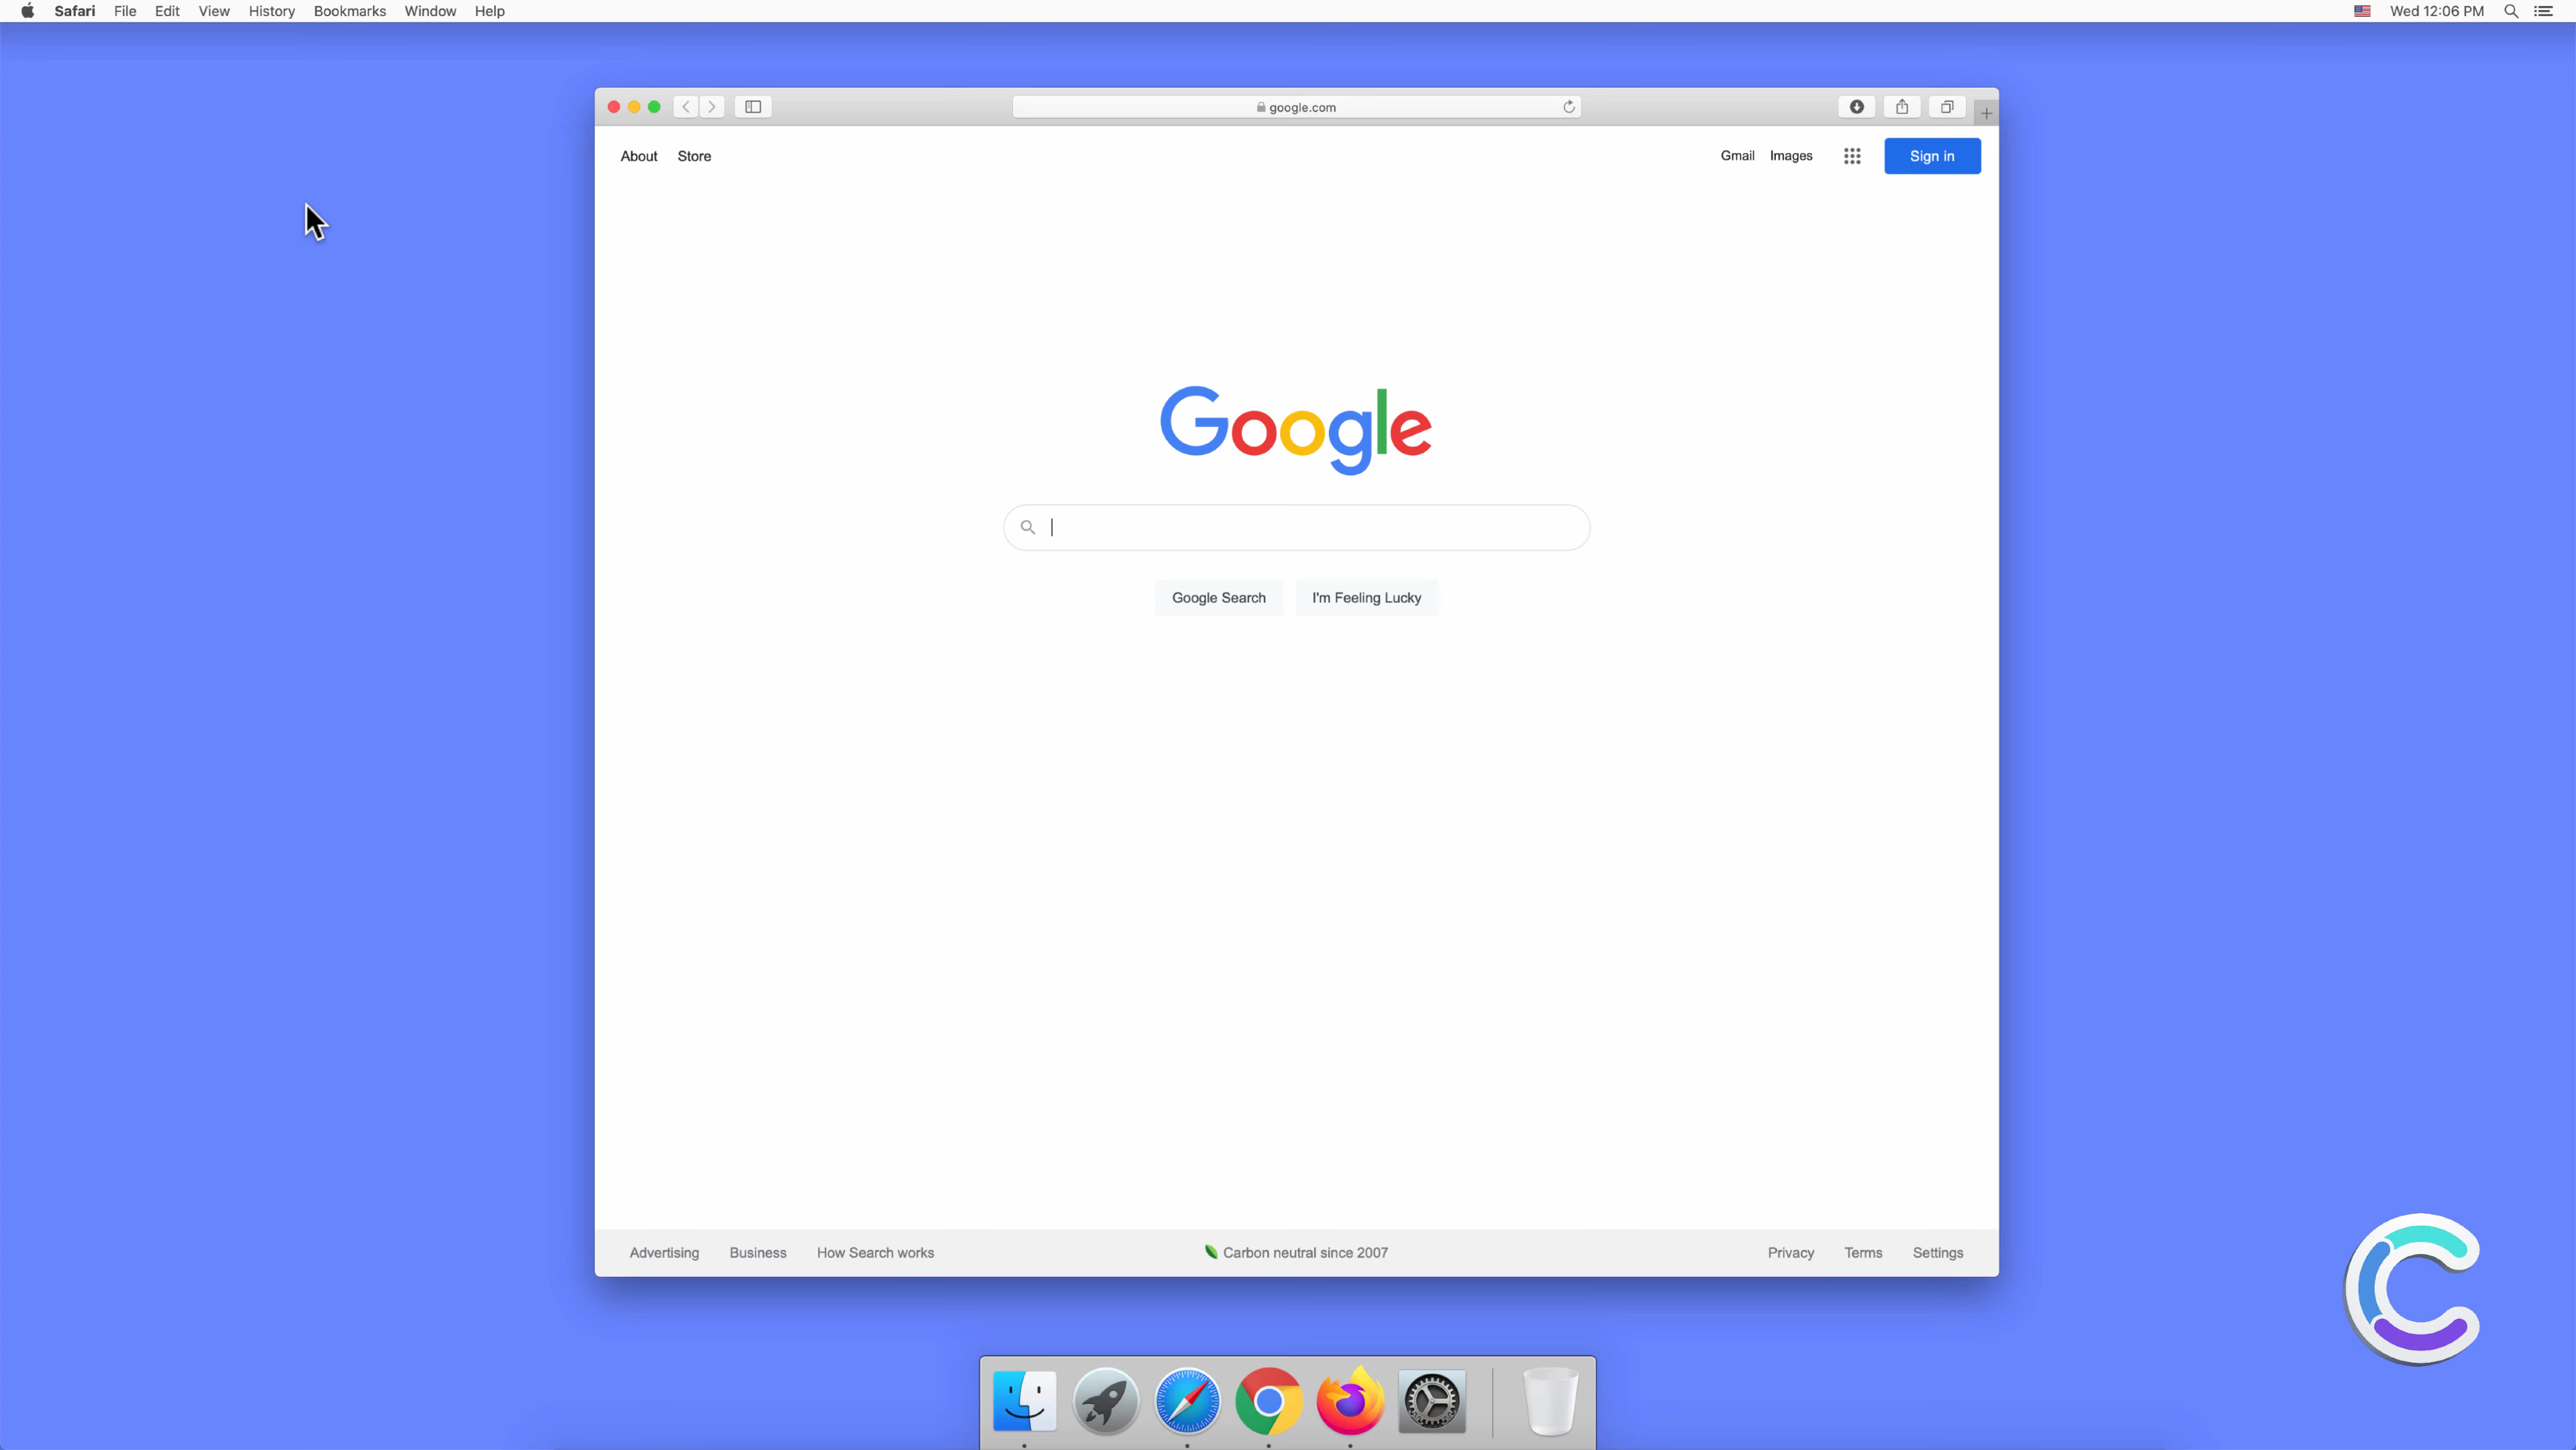 Safari File Edit View History Bookmarks Window Help Wed 12:06 PM
google.com
About Store Gmail Images Sign in
Google
Google Search I'm Feeling Lucky
Advertising Business How Search works Carbon neutral since 2007 Privacy Terms Settings
C